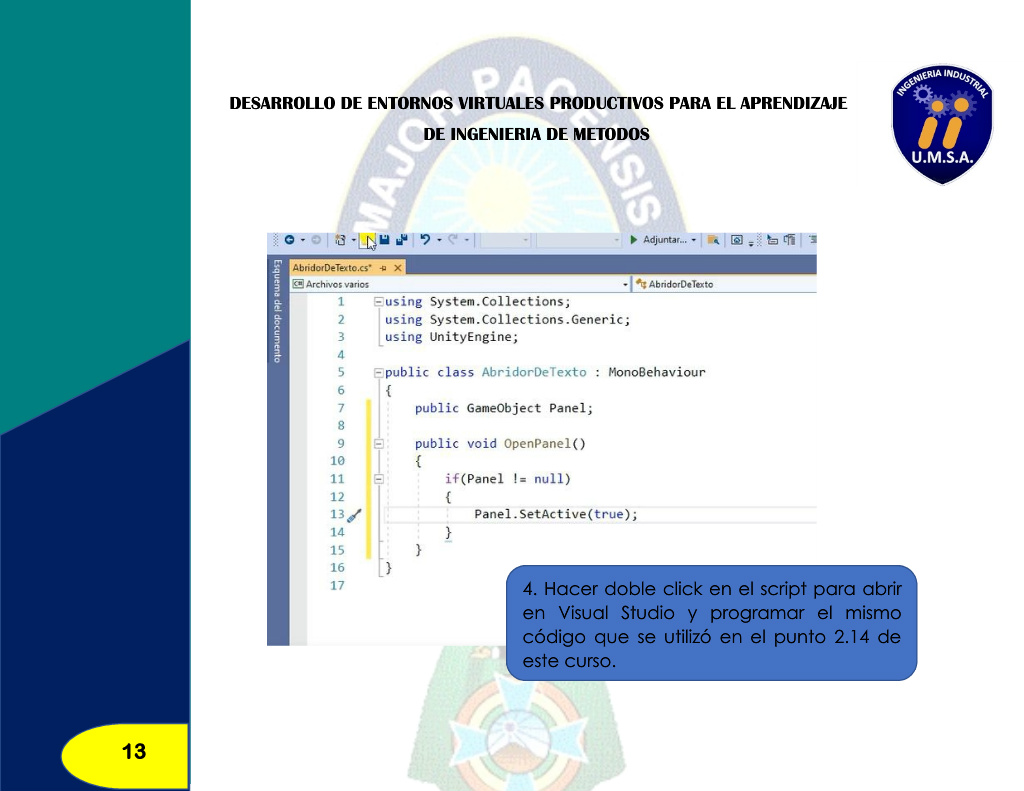 MAJOR PACENSIS
DESARROLLO DE ENTORNOS VIRTUALES PRODUCTIVOS PARA EL APRENDIZAJE
DE INGENIERIA DE METODOS
INGENIERIA INDUSTRIAL
U.M.S.A.
Adjuntar...
Esquema del documento
AbridorDeTexto.cs*
C# Archivos varios
AbridorDeTexto
1 using System.Collections;
2 using System.Collections.Generic;
3 using UnityEngine;
4
5 public class AbridorDeTexto : MonoBehaviour
6 {
7 public GameObject Panel;
8
9 public void OpenPanel()
10 {
11 if(Panel != null)
12 {
13 Panel.SetActive(true);
14 }
15 }
16 }
17
4. Hacer doble click en el script para abrir
en Visual Studio y programar el mismo
código que se utilizó en el punto 2.14 de
este curso.
13